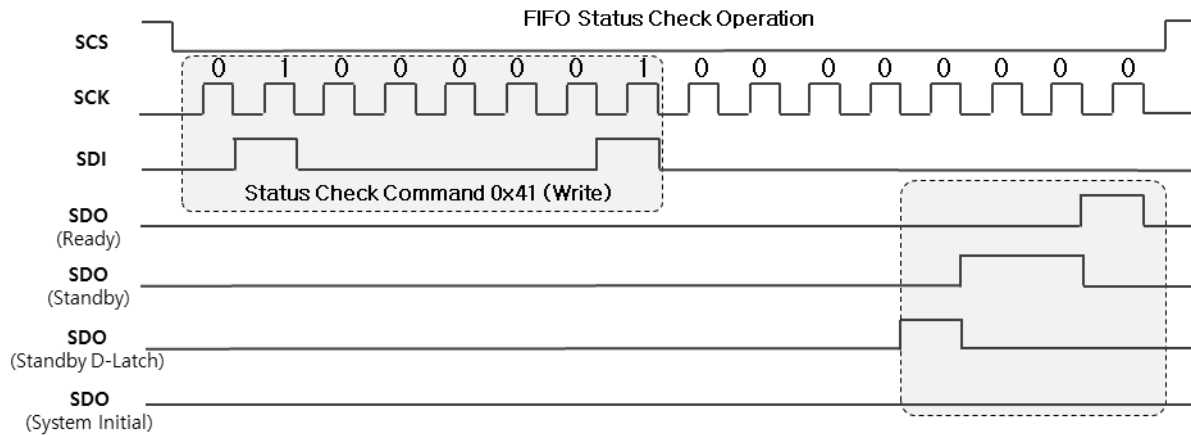 FIFO Status Check Operation
SCS
0 1 0 0 0 0 0 1 0 0 0 0 0 0 0 0
SCK
SDI
Status Check Command 0x41 (Write)
SDO
(Ready)
SDO
(Standby)
SDO
(Standby D-Latch)
SDO
(System Initial)